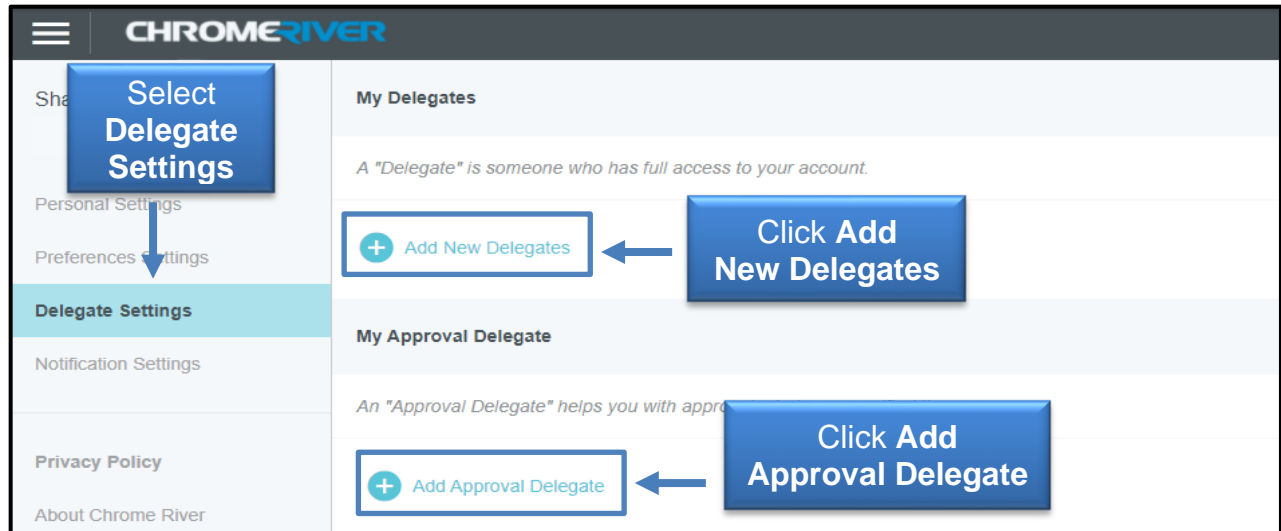 CHROMERIVER
Select
Delegate
Settings
Personal Settings
Preferences Settings
Delegate Settings
Notification Settings
Privacy Policy
About Chrome River
My Delegates
A "Delegate" is someone who has full access to your account.
Add New Delegates
Click Add
New Delegates
My Approval Delegate
An "Approval Delegate" helps you with
Add Approval Delegate
Click Add
Approval Delegate